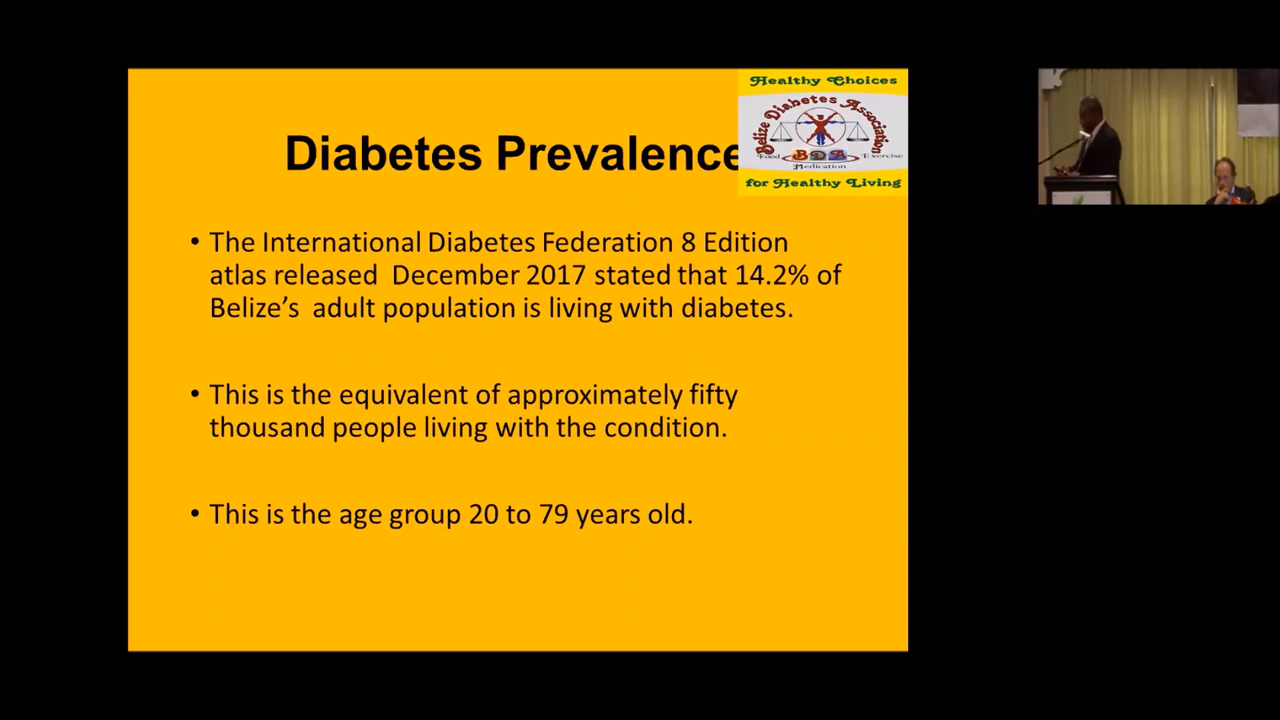 Healthy Choices
Belize Diabetes Association
Food BDA Exercise
Medication
for Healthy Living
Diabetes Prevalence
• The International Diabetes Federation 8 Edition
atlas released December 2017 stated that 14.2% of
Belize’s adult population is living with diabetes.
• This is the equivalent of approximately fifty
thousand people living with the condition.
• This is the age group 20 to 79 years old.